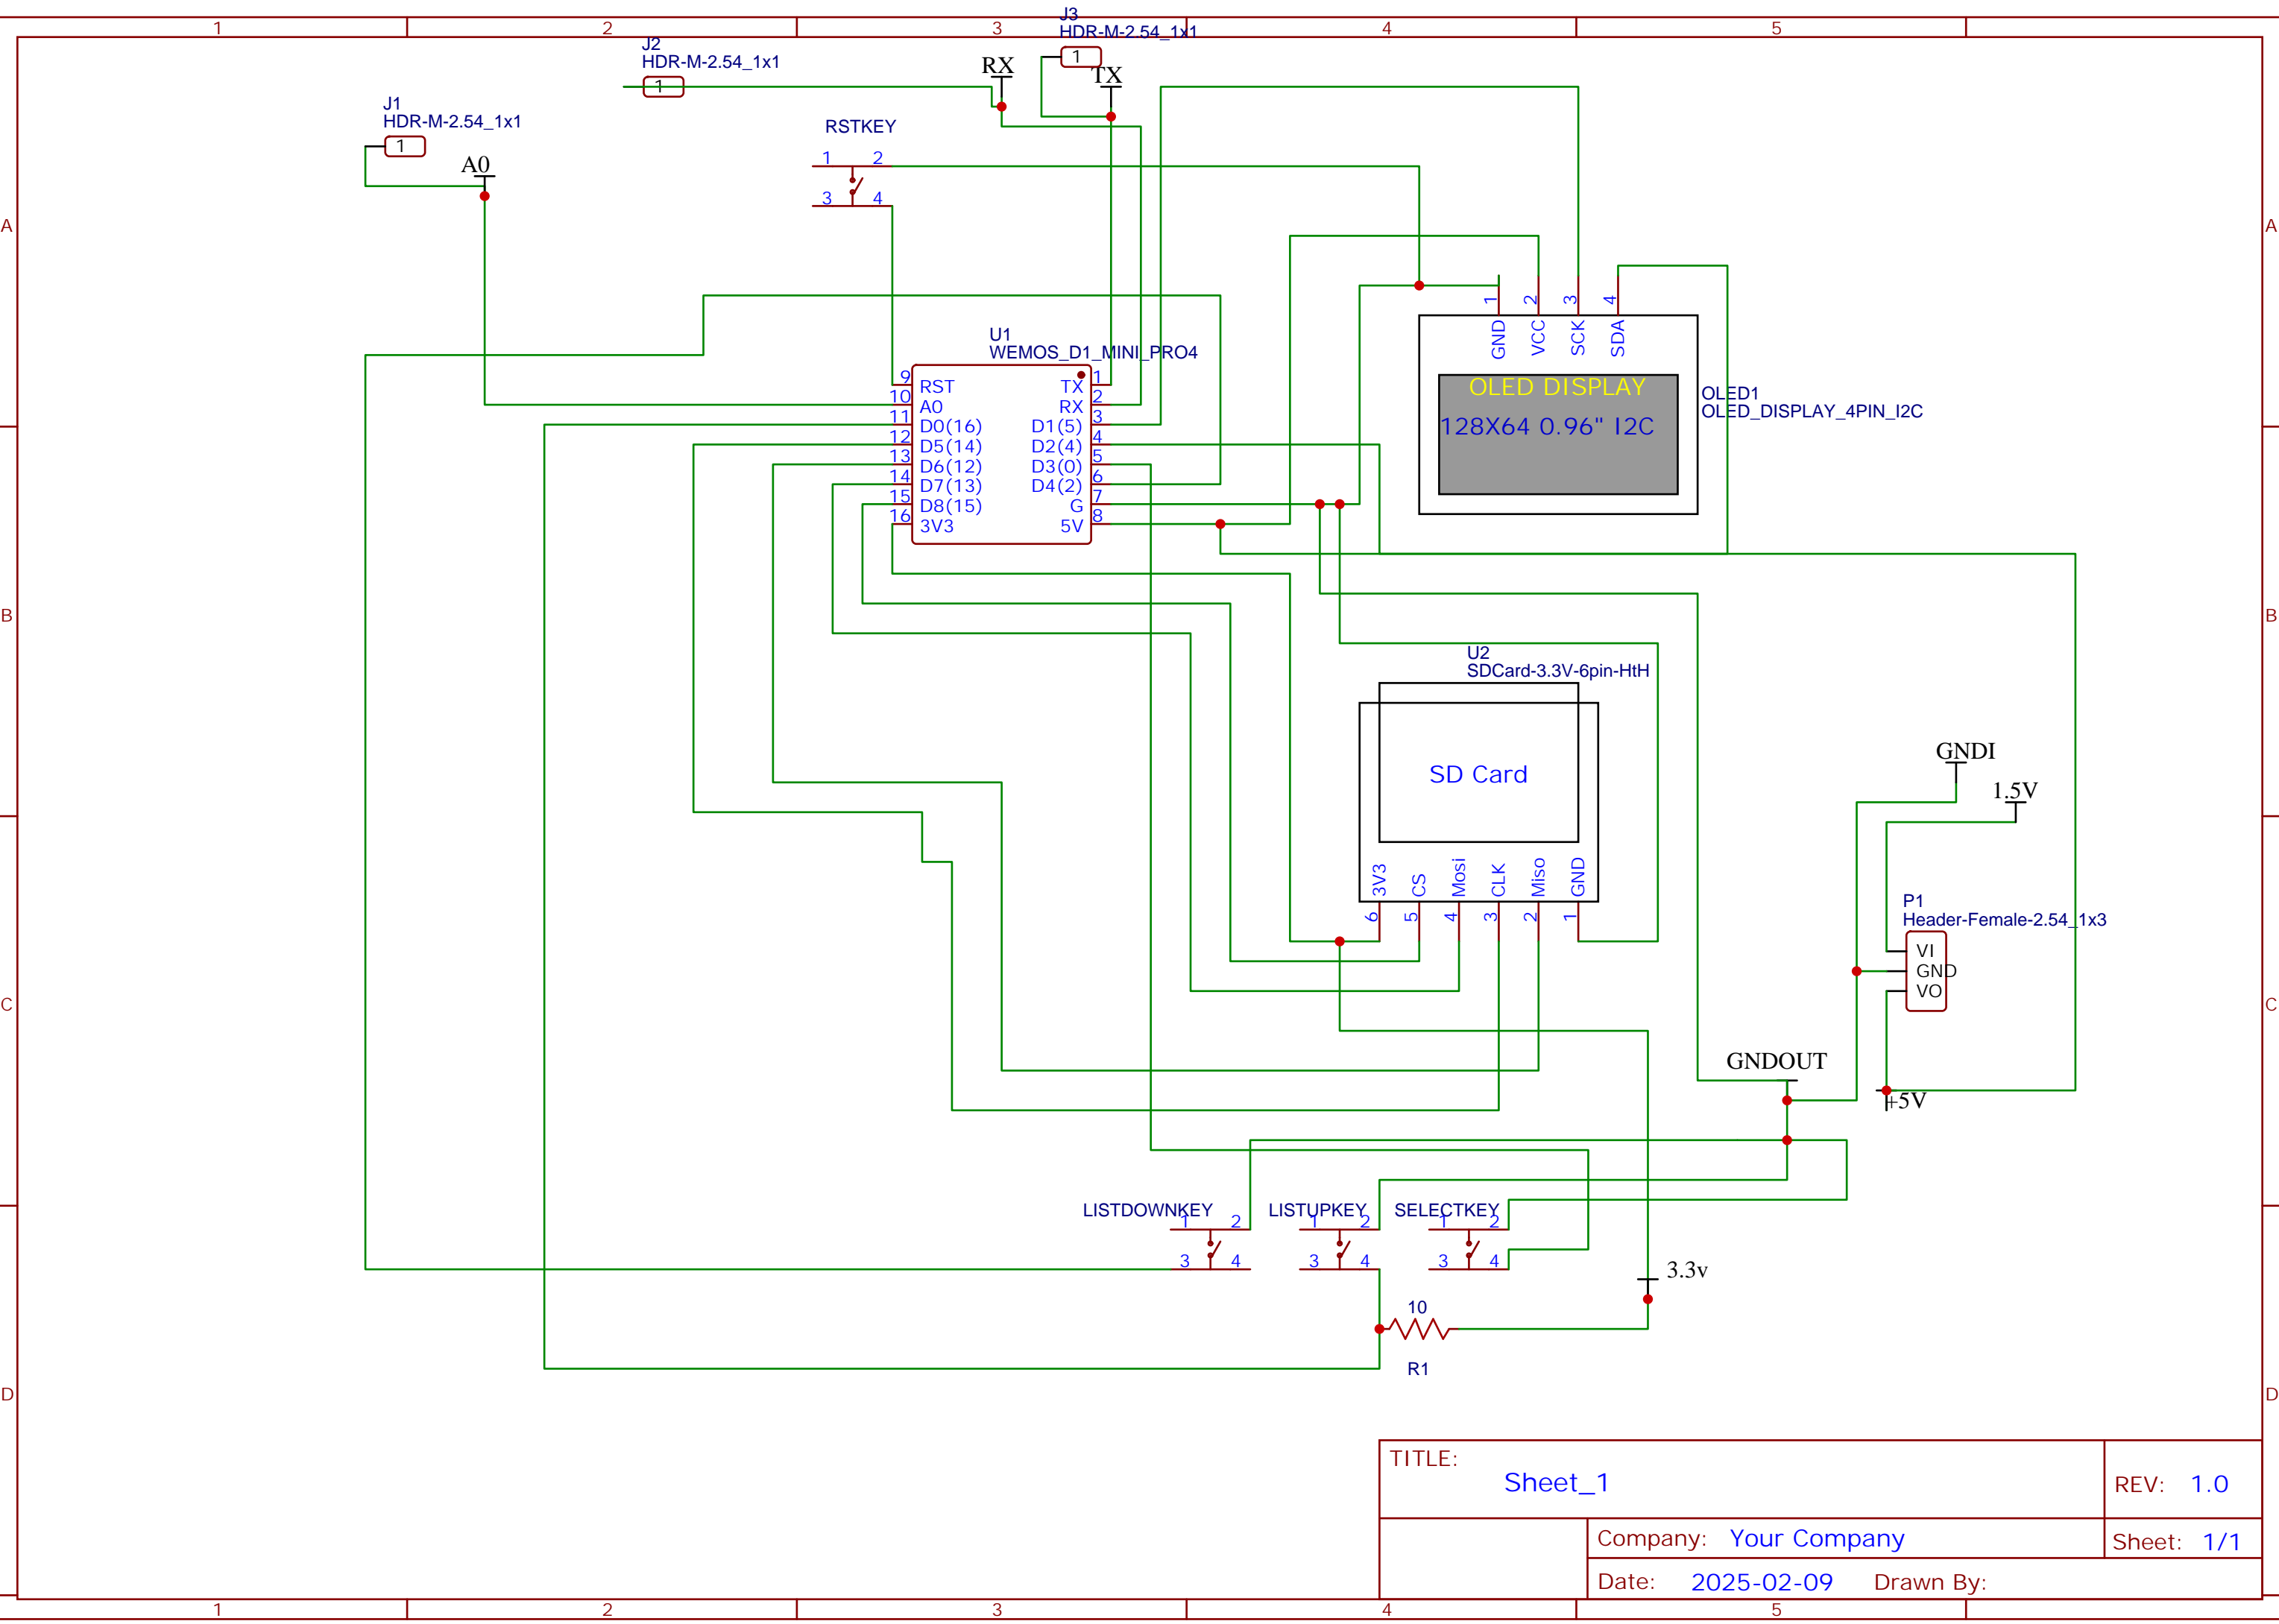 1 2 3 4 5
J3
HDR-M-2.54_1x1
1
J2
HDR-M-2.54_1x1
1
RX
TX
J1
HDR-M-2.54_1x1
1
A0
RSTKEY
1 2
3 4
A A
U1
WEMOS_D1_MINI_PRO4
9 RST TX 1
10 A0 RX 2
11 D0(16) D1(5) 3
12 D5(14) D2(4) 4
13 D6(12) D3(0) 5
14 D7(13) D4(2) 6
15 D8(15) G 7
16 3V3 5V 8
1 2 3 4
GND VCC SCK SDA
OLED DISPLAY
128X64 0.96" I2C
OLED1
OLED_DISPLAY_4PIN_I2C
B B
U2
SDCard-3.3V-6pin-HtH
SD Card
3V3 CS Mosi CLK Miso GND
6 5 4 3 2 1
GNDI
1.5V
P1
Header-Female-2.54_1x3
VI
GND
VO
C C
GNDOUT
+5V
LISTDOWNKEY
1 2
3 4
LISTUPKEY
1 2
3 4
SELECTKEY
1 2
3 4
3.3v
10
R1
D D
TITLE:
Sheet_1
REV: 1.0
Company: Your Company
Sheet: 1/1
Date: 2025-02-09 Drawn By:
1 2 3 4 5